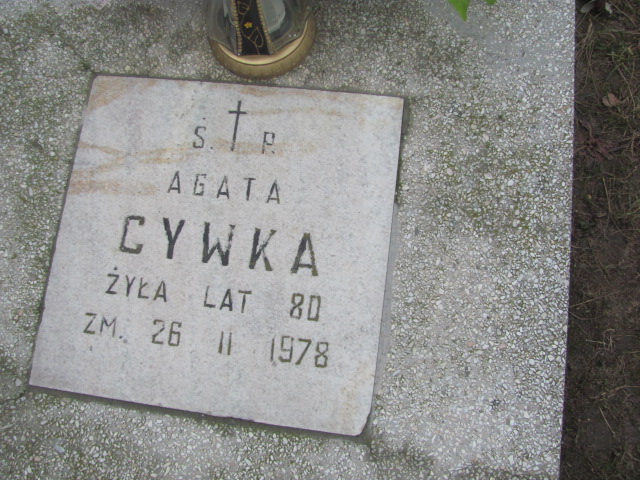 Ś. P.
AGATA
CYWKA
ŻYŁA LAT 80
ZM. 26 II 1978